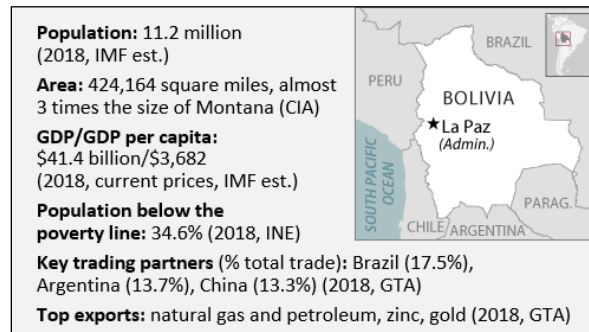 Population: 11.2 million
(2018, IMF est.)
Area: 424,164 square miles, almost
3 times the size of Montana (CIA)
GDP/GDP per capita:
$41.4 billion/$3,682
(2018, current prices, IMF est.)
Population below the
poverty line: 34.6% (2018, INE)
Key trading partners (% total trade): Brazil (17.5%),
Argentina (13.7%), China (13.3%) (2018, GTA)
Top exports: natural gas and petroleum, zinc, gold (2018, GTA)
BRAZIL
PERU
BOLIVIA
La Paz
(Admin.)
SOUTH PACIFIC
OCEAN
PARAG.
CHILE
ARGENTINA